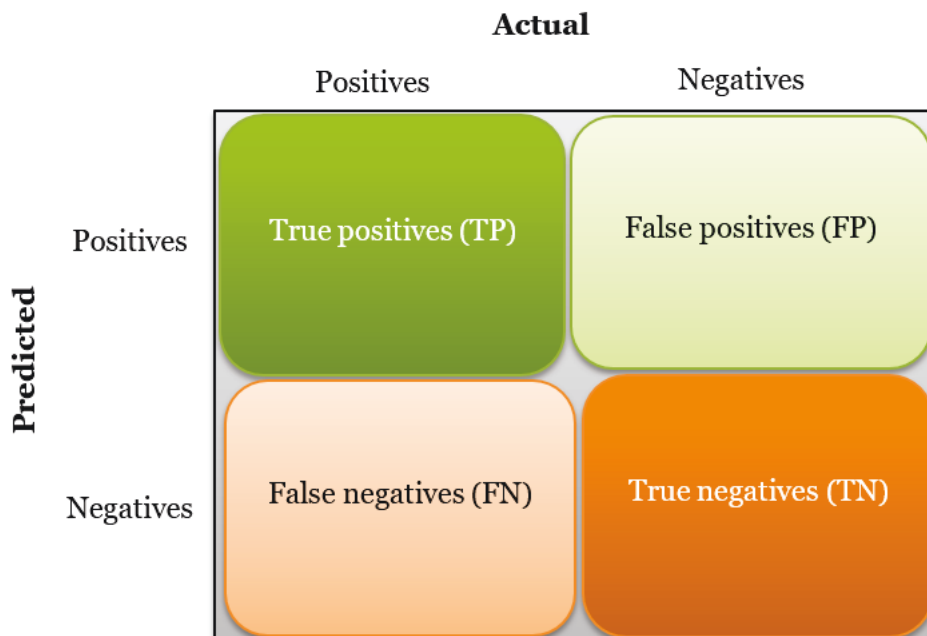 Actual
Positives
Negatives
Predicted
Positives
True positives (TP)
False positives (FP)
Negatives
False negatives (FN)
True negatives (TN)